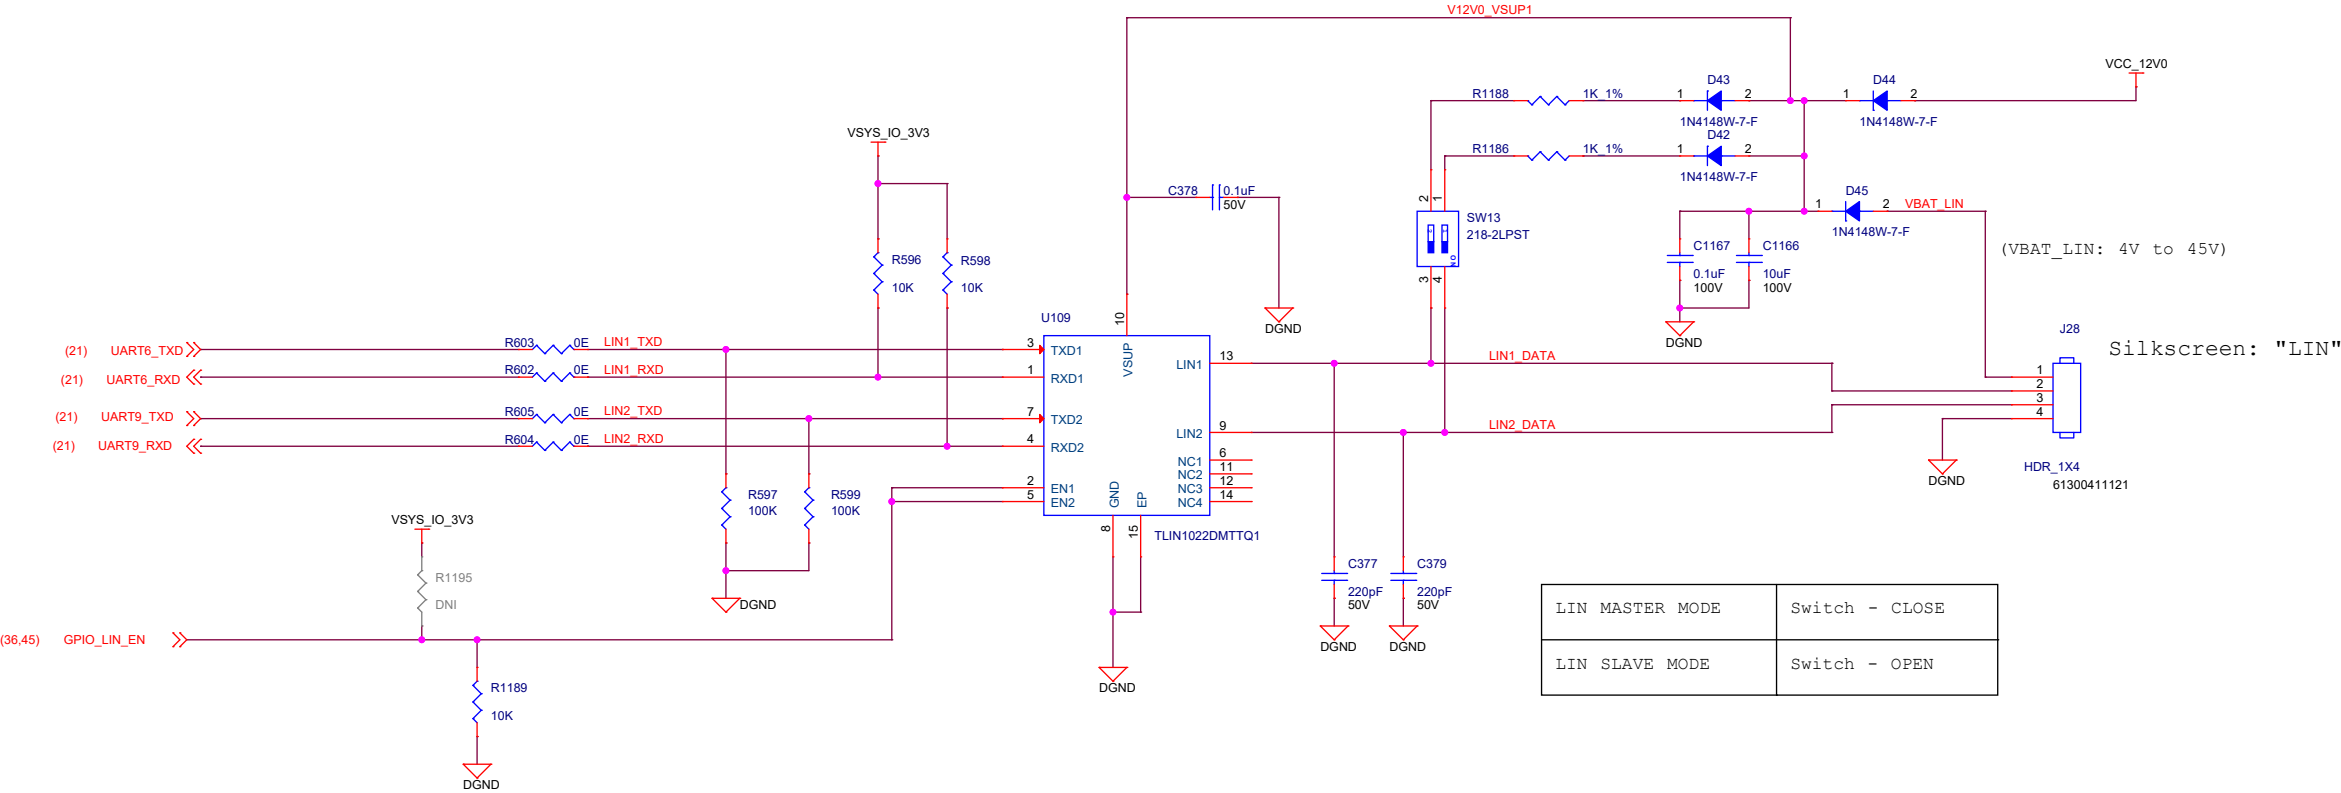 V12V0_VSUP1
VCC_12V0
D43
D44
R1188
1K_1%
1
2
1
2
1N4148W-7-F
1N4148W-7-F
D42
R1186
1K_1%
1
2
1N4148W-7-F
VSYS_IO_3V3
C378
0.1uF
50V
2
1
D45
1
2
VBAT_LIN
1N4148W-7-F
SW13
218-2LPST
ON
3
4
C1167
0.1uF
100V
C1166
10uF
100V
(VBAT_LIN: 4V to 45V)
R596
10K
R598
10K
DGND
DGND
U109
10
J28
Silkscreen: "LIN"
(21)
UART6_TXD
R603
0E
LIN1_TXD
3
TXD1
VSUP
LIN1
13
LIN1_DATA
(21)
UART6_RXD
R602
0E
LIN1_RXD
1
RXD1
1
2
3
4
(21)
UART9_TXD
R605
0E
LIN2_TXD
7
TXD2
LIN2
9
LIN2_DATA
(21)
UART9_RXD
R604
0E
LIN2_RXD
4
RXD2
NC1
6
NC2
11
NC3
12
NC4
14
2
EN1
5
EN2
GND
EP
8
15
TLIN1022DMTTQ1
DGND
HDR_1X4
61300411121
R597
100K
R599
100K
VSYS_IO_3V3
R1195
DNI
DGND
C377
220pF
50V
C379
220pF
50V
DGND
DGND
DGND
(36,45)
GPIO_LIN_EN
R1189
10K
DGND
LIN MASTER MODE
Switch - CLOSE
LIN SLAVE MODE
Switch - OPEN